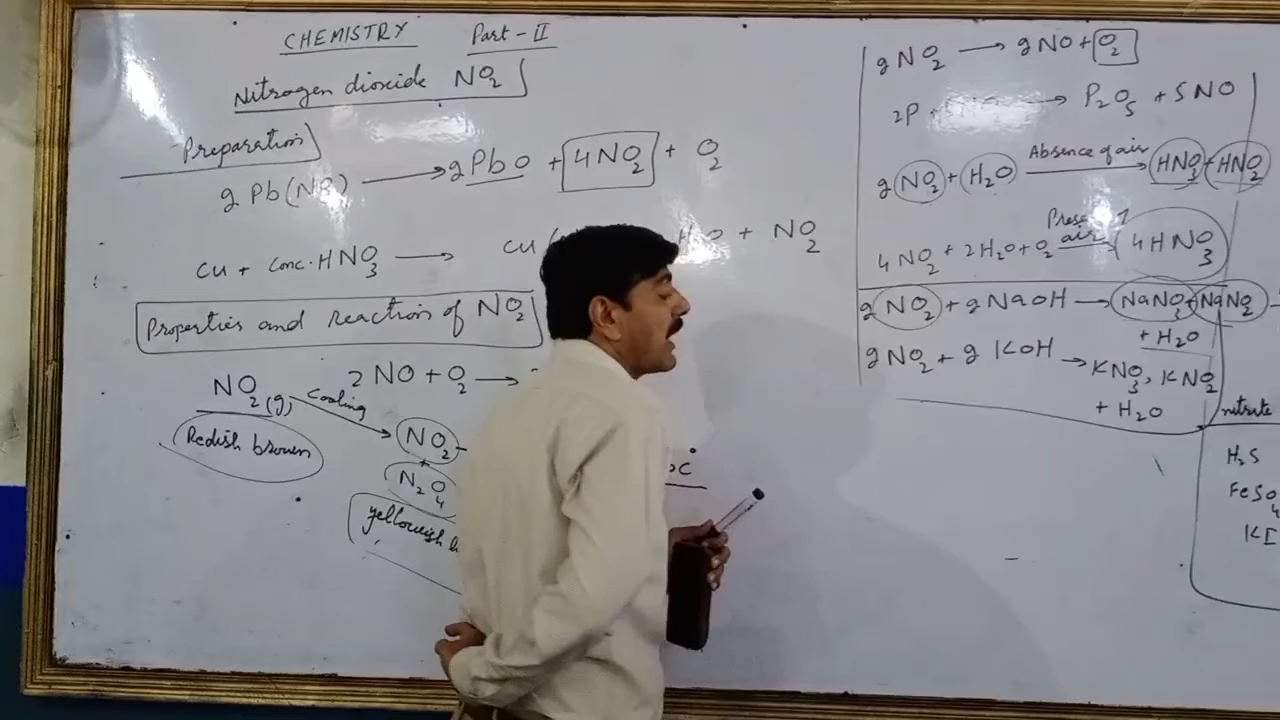 CHEMISTRY Part - II
Nitrogen dioxide NO₂
Preparation
2 Pb(NO₃) ⟶ 2PbO + 4NO₂ + O₂
Cu + Conc. HNO₃ ⟶ Cu + NO₂
Properties and reaction of NO₂
2 NO + O₂ ⟶
NO₂(g) Cooling
Redish brown
NO₂
+
N₂O₄
yellowish
2NO₂ ⟶ 2NO + O₂
2P + ⟶ P₂O₅ + 5NO
2NO₂ + H₂O Absence of air ⟶ HNO₃ + HNO₂
4NO₂ + 2H₂O + O₂ air ⟶ 4HNO₃
2NO₂ + 2NaOH ⟶ NaNO₃ + NaNO₂
+ H₂O
2NO₂ + 2 KOH ⟶ KNO₃, KNO₂
+ H₂O
nitrate
H₂S
FeSO₄
KI